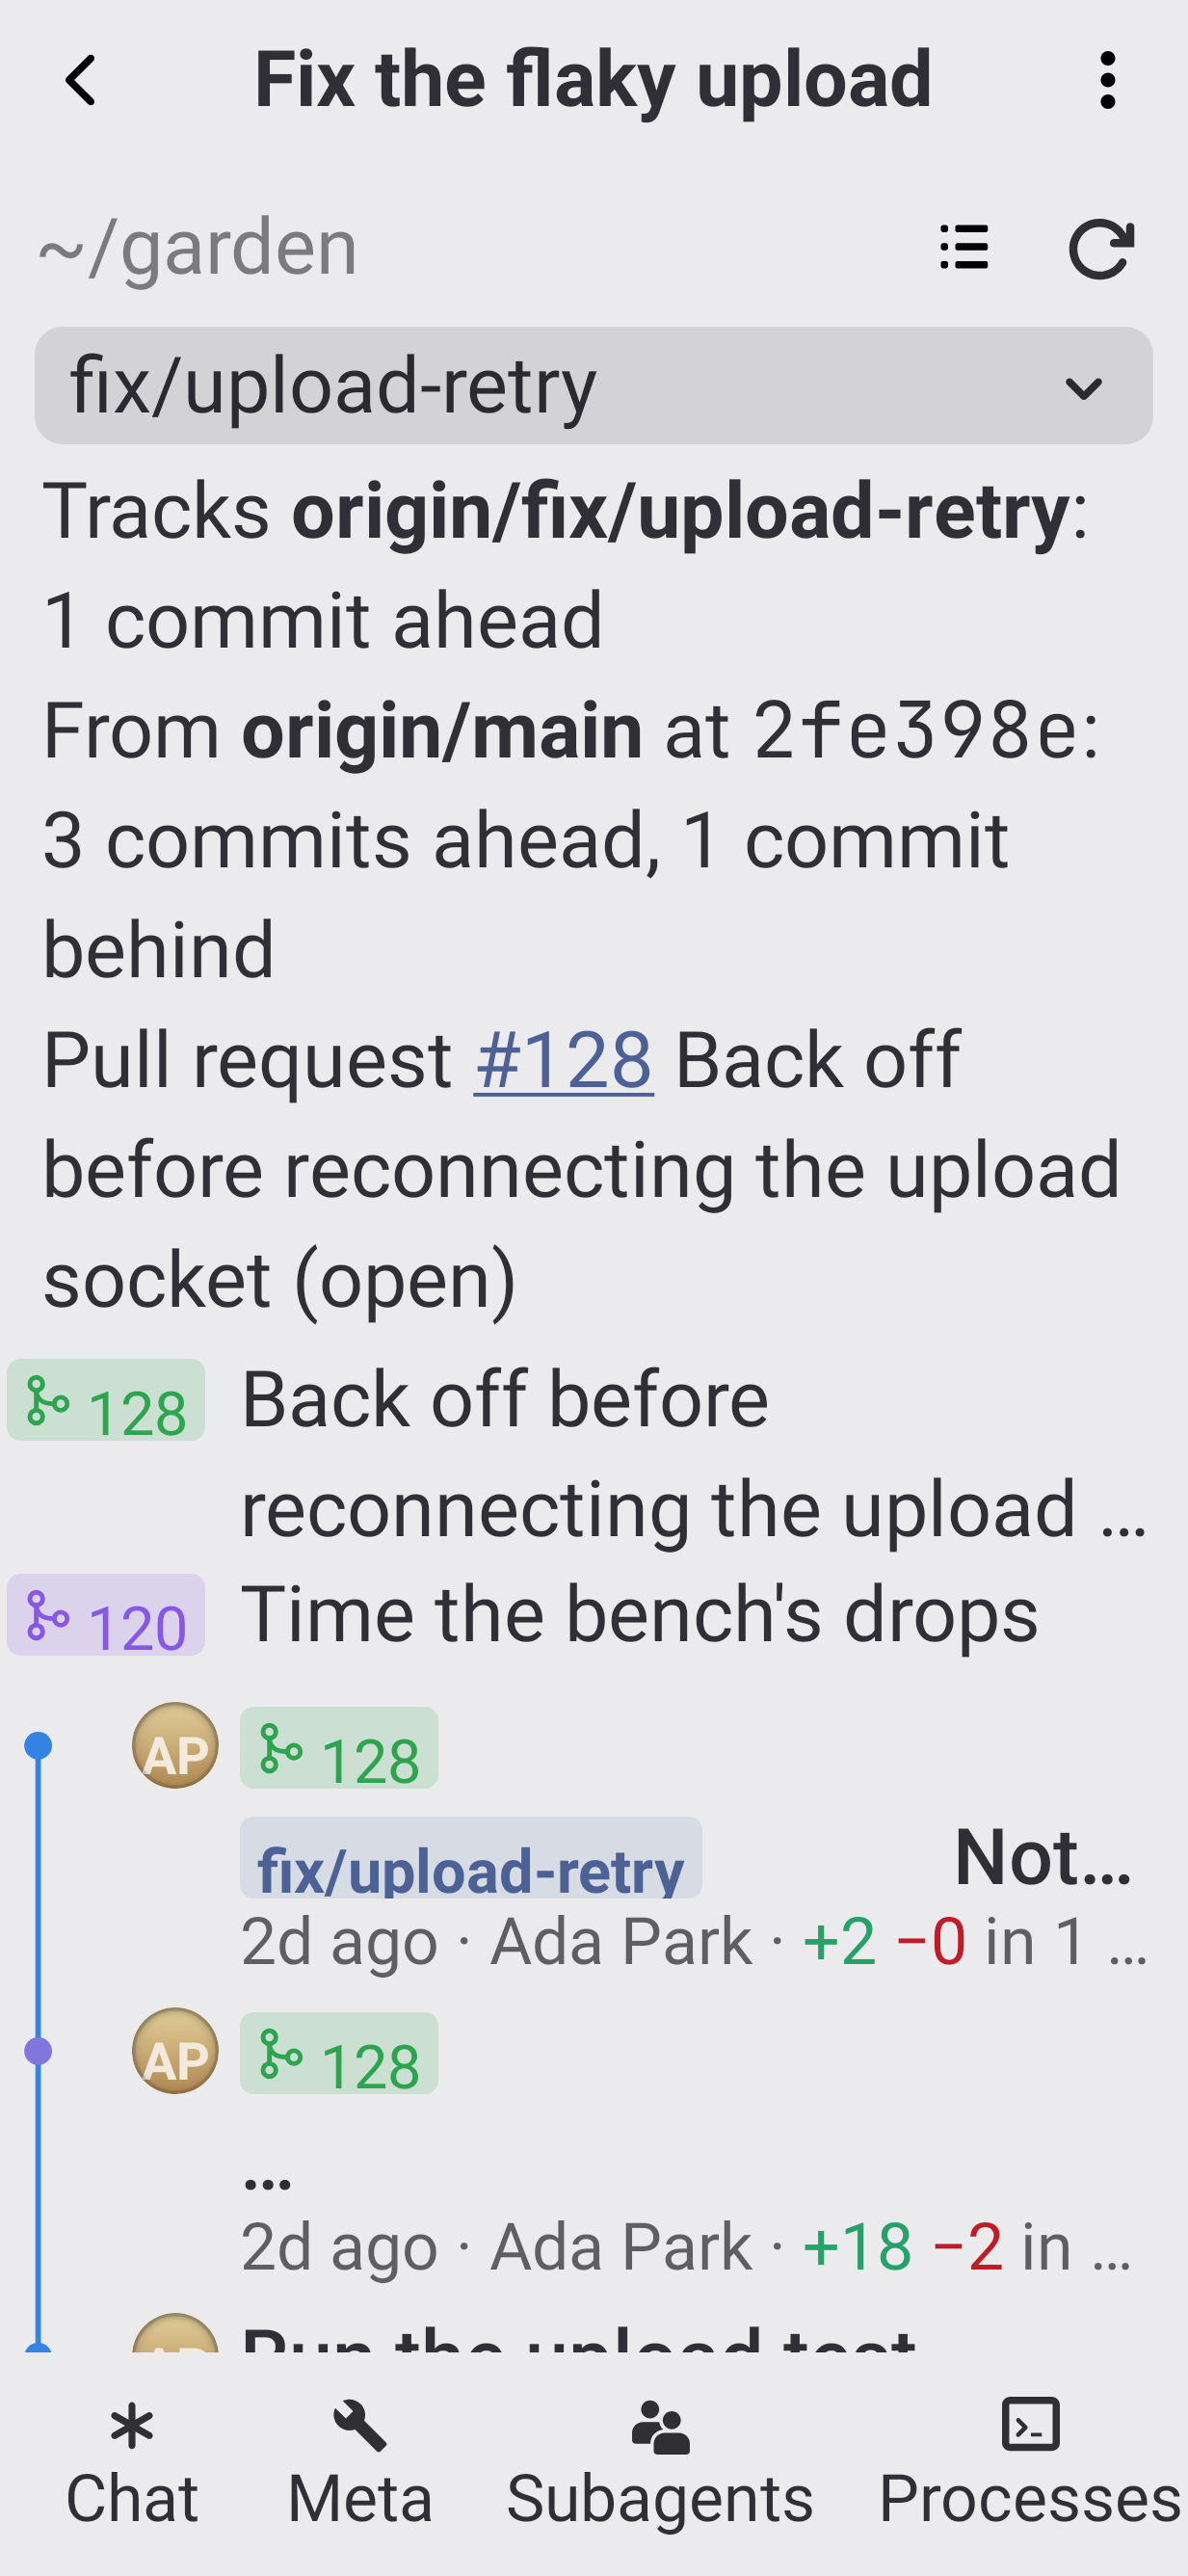 Fix the flaky upload
~/garden
fix/upload-retry
Tracks origin/fix/upload-retry:
1 commit ahead
From origin/main at 2fe398e:
3 commits ahead, 1 commit
behind
Pull request #128 Back off
before reconnecting the upload
socket (open)
128 Back off before
reconnecting the upload …
120 Time the bench's drops
AP 128
fix/upload-retry Not…
2d ago · Ada Park · +2 −0 in 1 …
AP 128
…
2d ago · Ada Park · +18 −2 in …
Run the upload test
Chat Meta Subagents Processes